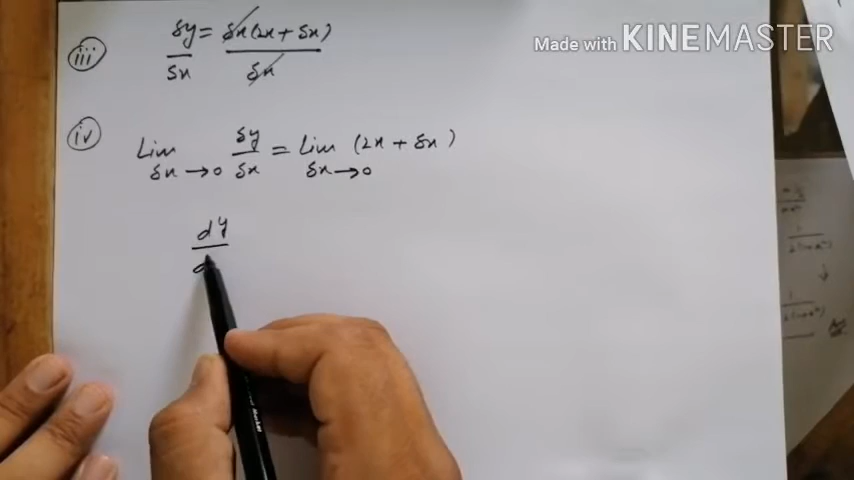 Made with KINEMASTER
iii δy/δx = δx(2x + δx)/δx
iv Lim δx→0 δy/δx = Lim δx→0 (2x + δx)
dy/d